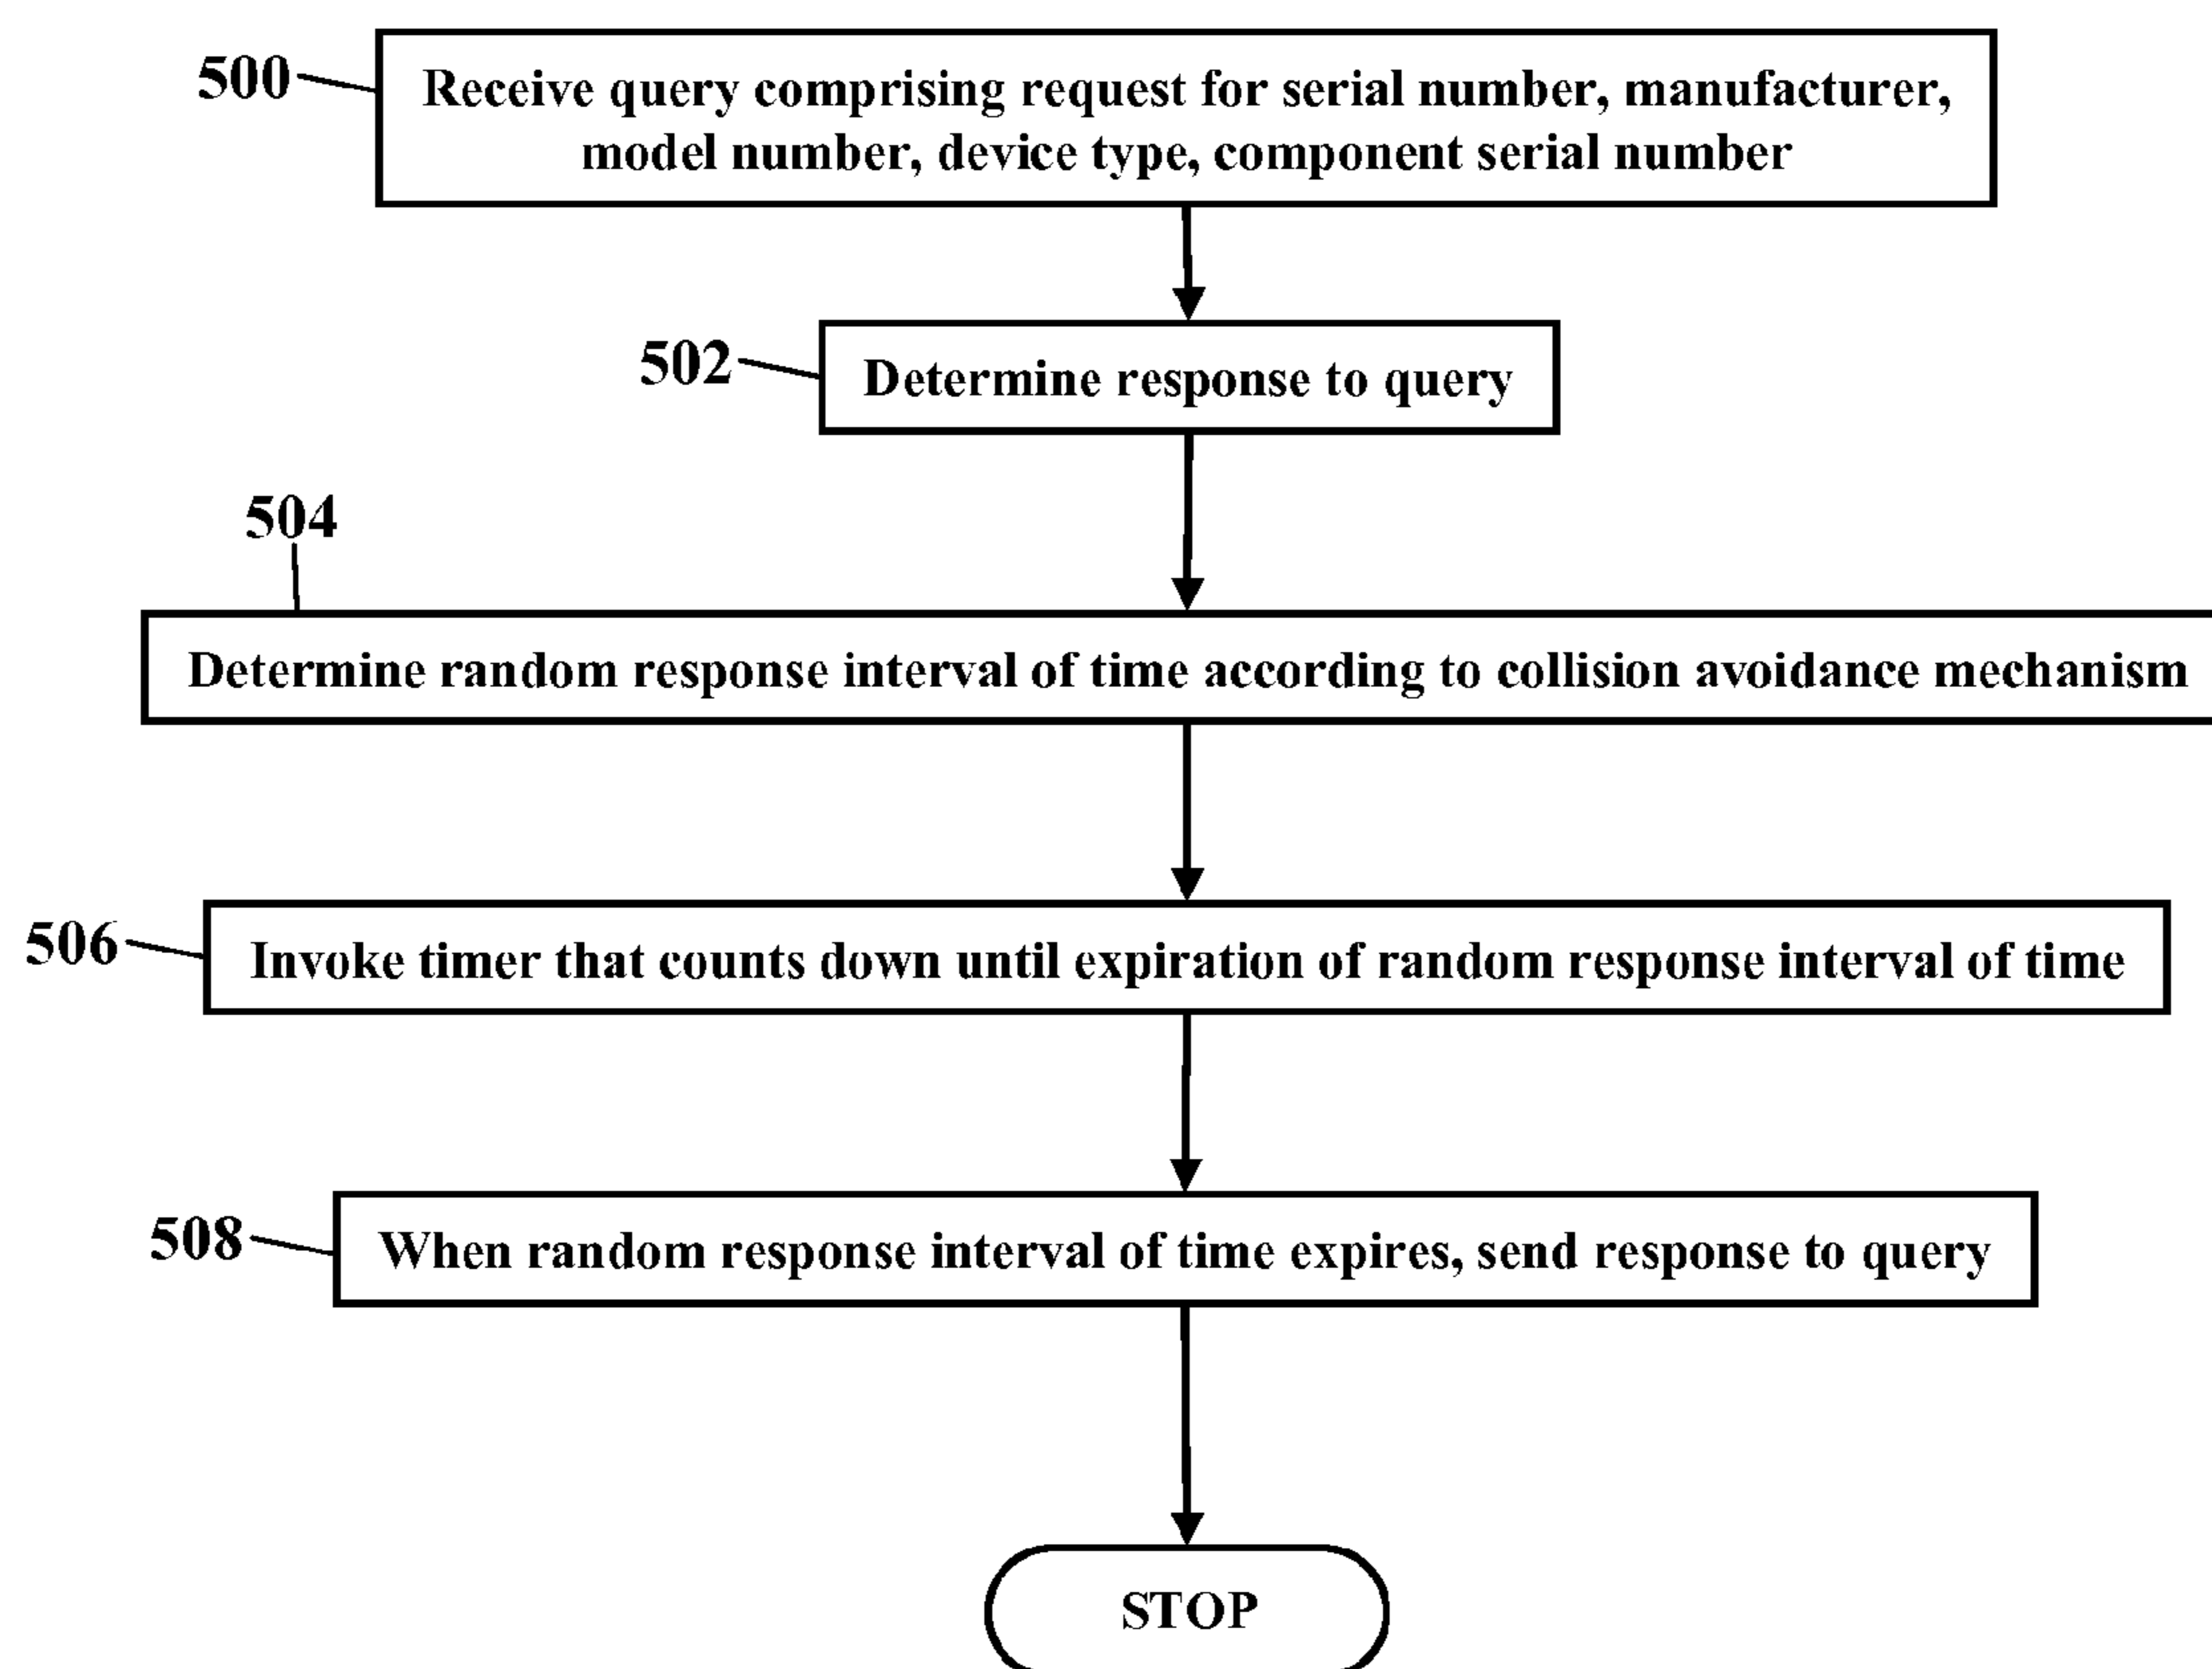 500
Receive query comprising request for serial number, manufacturer,
model number, device type, component serial number
502
Determine response to query
504
Determine random response interval of time according to collision avoidance mechanism
506
Invoke timer that counts down until expiration of random response interval of time
508
When random response interval of time expires, send response to query
STOP